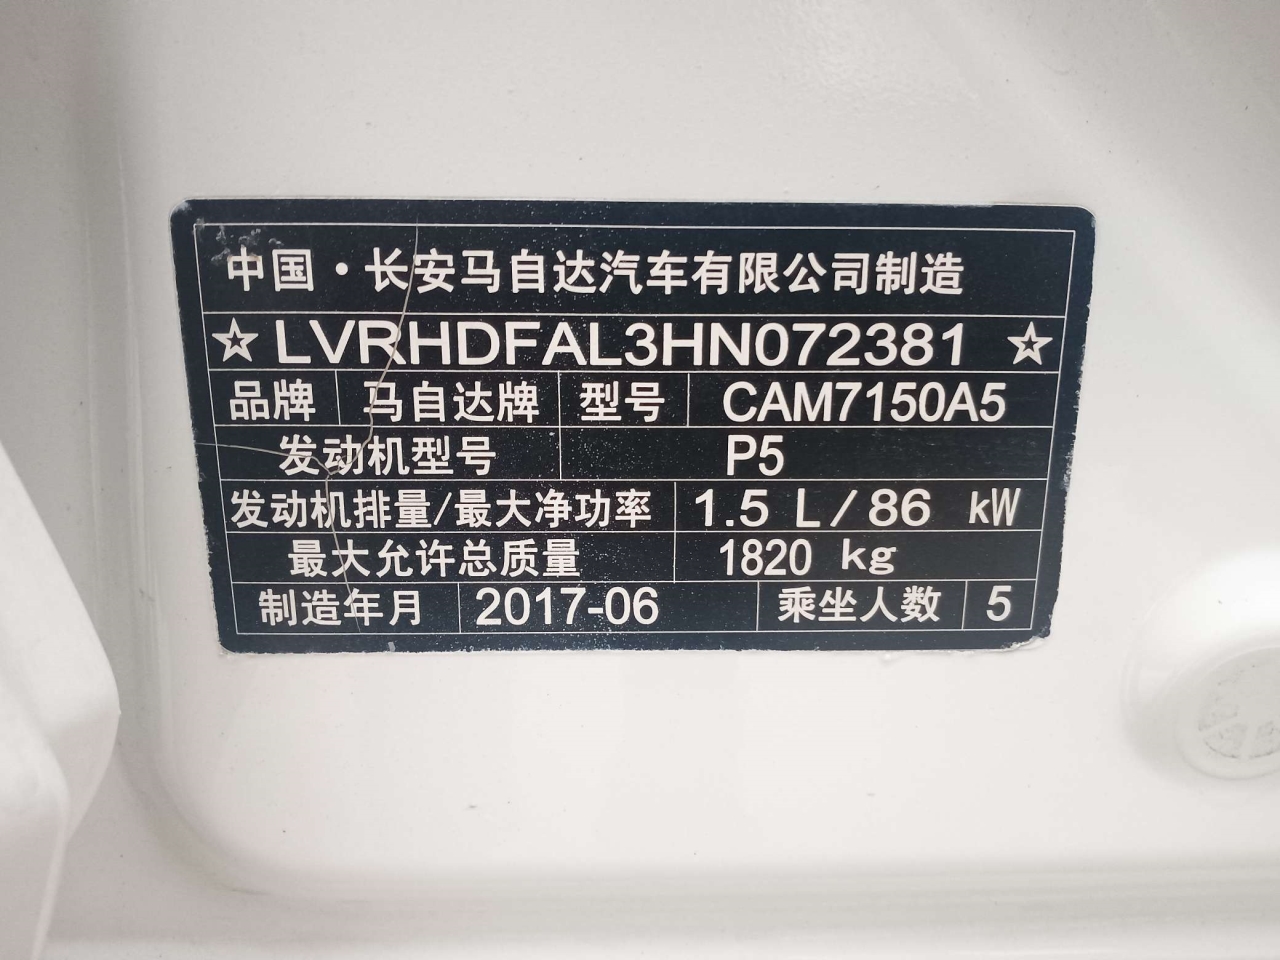 中国·长安马自达汽车有限公司制造
☆LVRHDFAL3HN072381☆
品牌 马自达牌 型号 CAM7150A5
发动机型号 P5
发动机排量/最大净功率 1.5 L/86 kW
最大允许总质量 1820 kg
制造年月 2017-06 乘坐人数 5